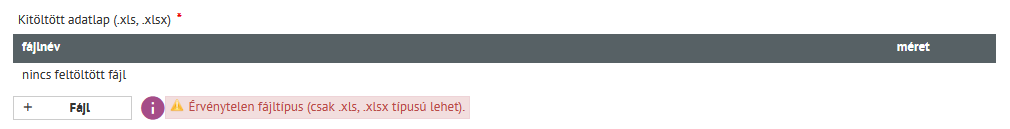 Kitöltött adatlap (.xls, .xlsx) *
fájlnév méret
nincs feltöltött fájl
+ Fájl i Érvénytelen fájltípus (csak .xls, .xlsx típusú lehet).